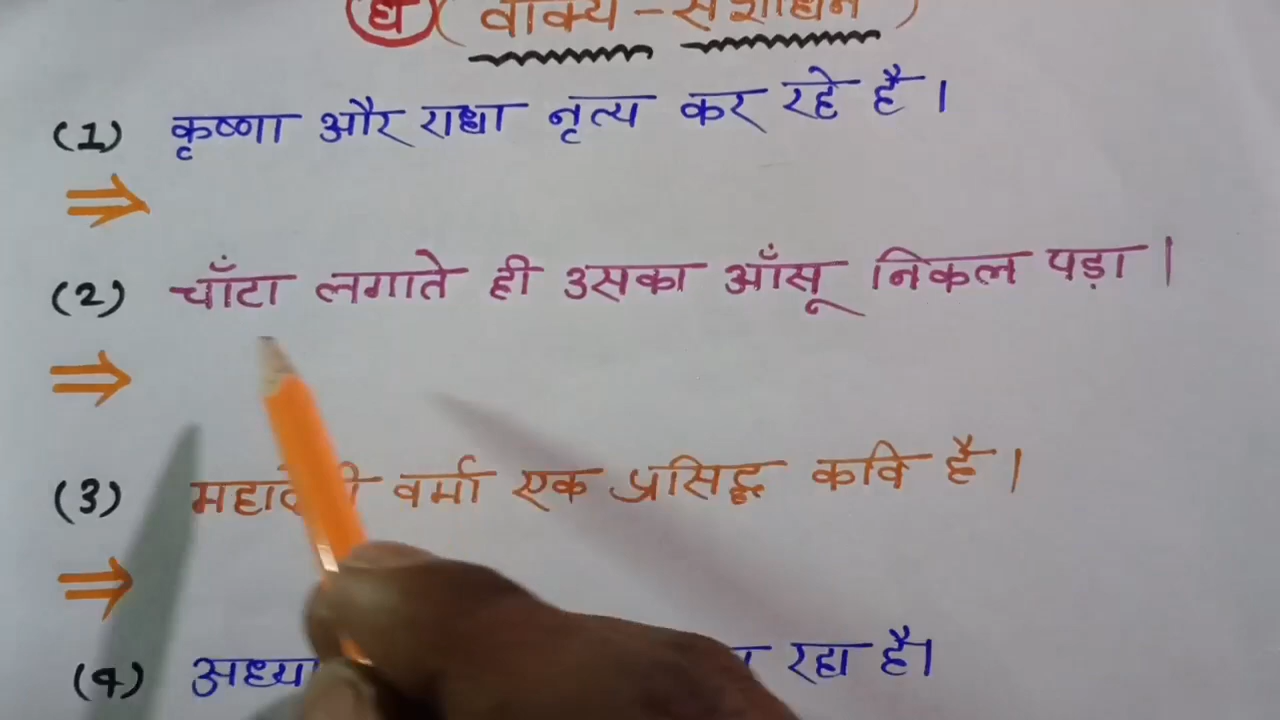 घ ( वाक्य - संशोधन )
(1) कृष्णा और राधा नृत्य कर रहे है ।
(2) चाँटा लगाते ही उसका आँसू निकल पड़ा ।
(3) वर्मा एक प्रसिद्ध कवि है ।
(4) रहा है।